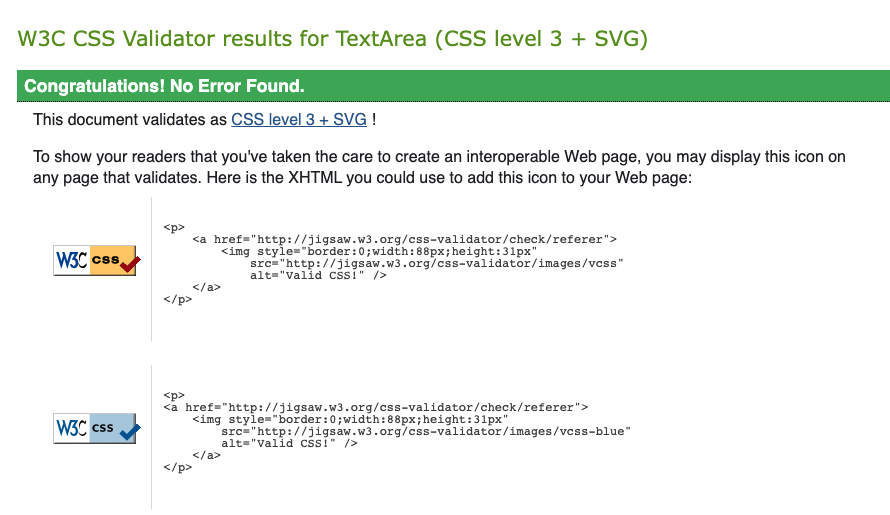 W3C CSS Validator results for TextArea (CSS level 3 + SVG)
Congratulations! No Error Found.
This document validates as CSS level 3 + SVG !
To show your readers that you've taken the care to create an interoperable Web page, you may display this icon on
any page that validates. Here is the XHTML you could use to add this icon to your Web page:
W3C css
<p>
<a href="http://jigsaw.w3.org/css-validator/check/referer">
<img style="border:0;width:88px;height:31px"
src="http://jigsaw.w3.org/css-validator/images/vcss"
alt="Valid CSS!" />
</a>
</p>
W3C css
<p>
<a href="http://jigsaw.w3.org/css-validator/check/referer">
<img style="border:0;width:88px;height:31px"
src="http://jigsaw.w3.org/css-validator/images/vcss-blue"
alt="Valid CSS!" />
</a>
</p>